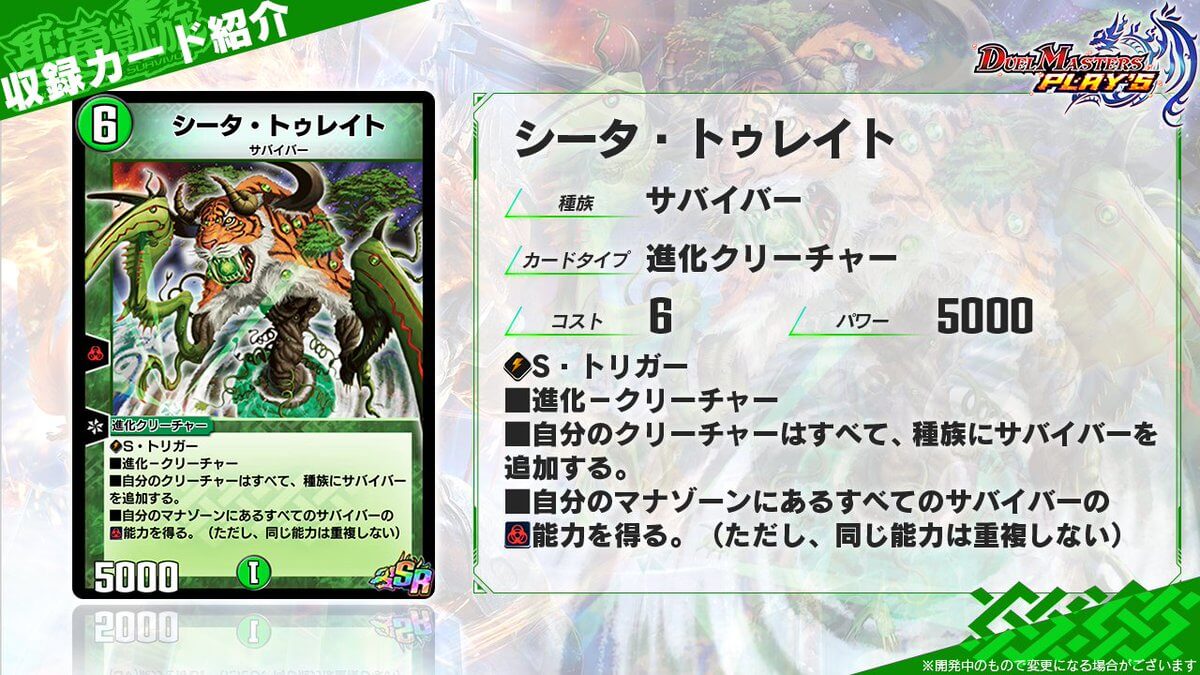 収録カード紹介
DUEL MASTERS
PLAY'S
6
シータ・トゥレイト
サバイバー
進化クリーチャー
S・トリガー
■進化－クリーチャー
■自分のクリーチャーはすべて、種族にサバイバー
を追加する。
■自分のマナゾーンにあるすべてのサバイバーの
能力を得る。（ただし、同じ能力は重複しない）
5000
1
SR
シータ・トゥレイト
種族 サバイバー
カードタイプ 進化クリーチャー
コスト 6 パワー 5000
S・トリガー
■進化－クリーチャー
■自分のクリーチャーはすべて、種族にサバイバーを
追加する。
■自分のマナゾーンにあるすべてのサバイバーの
能力を得る。（ただし、同じ能力は重複しない）
※開発中のもので変更になる場合がございます